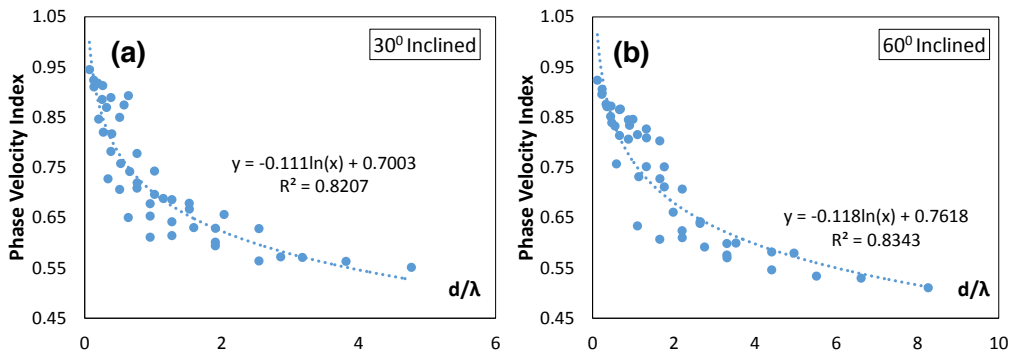 (a)
30⁰ Inclined
Phase Velocity Index
1.05
0.95
0.85
0.75
0.65
0.55
0.45
y = -0.111ln(x) + 0.7003
R² = 0.8207
d/λ
0
2
4
6
(b)
60⁰ Inclined
Phase Velocity Index
1.05
0.95
0.85
0.75
0.65
0.55
0.45
y = -0.118ln(x) + 0.7618
R² = 0.8343
d/λ
0
2
4
6
8
10